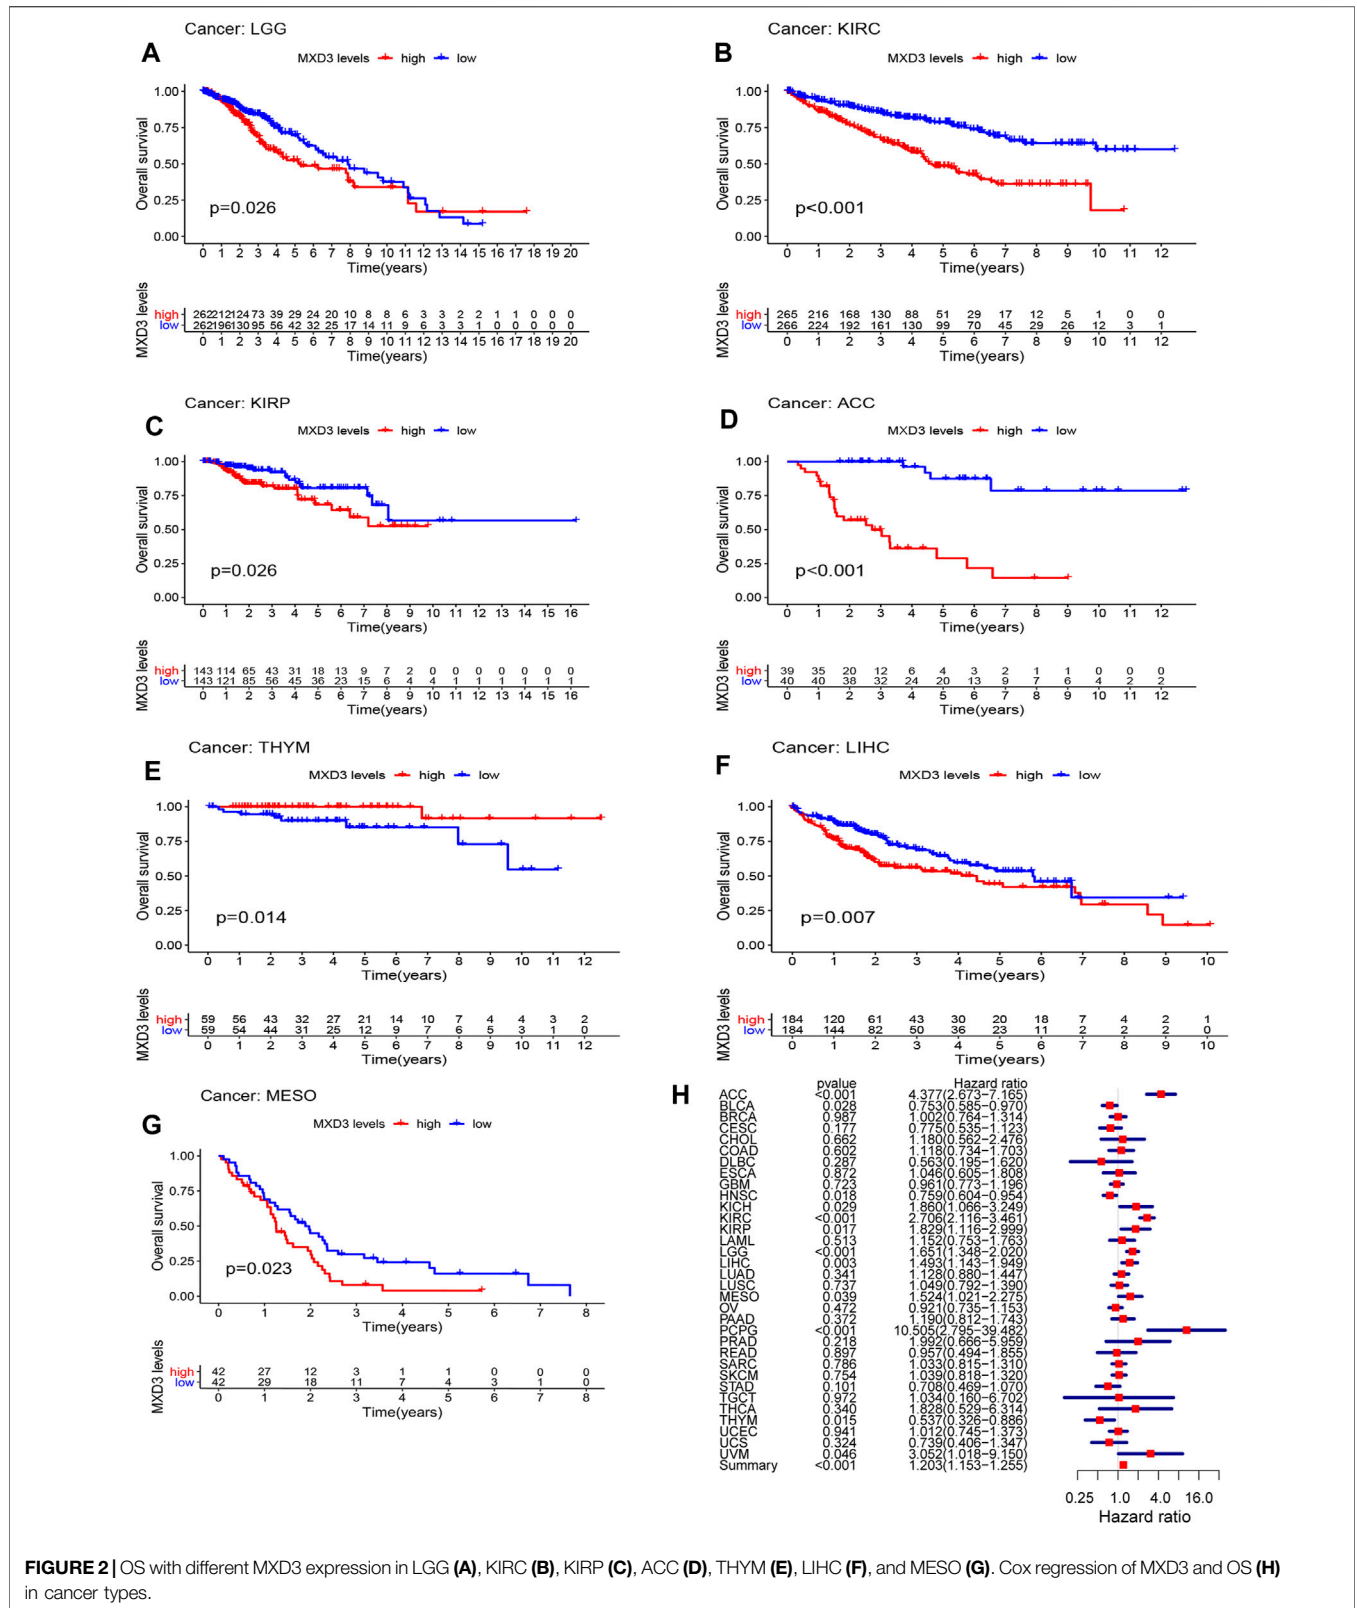 A
Cancer: LGG
MXD3 levels high low
Overall survival
1.00
0.75
0.50
0.25
0.00
p=0.026
0 1 2 3 4 5 6 7 8 9 10 11 12 13 14 15 16 17 18 19 20
Time(years)
MXD3 levels
high 262 212 124 73 39 29 24 20 10 8 8 6 3 3 2 2 1 1 0 0 0
low 262 196 130 95 56 42 32 25 17 14 11 9 6 3 3 1 0 0 0 0 0
0 1 2 3 4 5 6 7 8 9 10 11 12 13 14 15 16 17 18 19 20
Time(years)
B
Cancer: KIRC
MXD3 levels high low
Overall survival
1.00
0.75
0.50
0.25
0.00
p<0.001
0 1 2 3 4 5 6 7 8 9 10 11 12
Time(years)
MXD3 levels
high 265 216 168 130 88 51 29 17 12 5 1 0 0
low 266 224 192 161 130 99 70 45 29 26 12 3 1
0 1 2 3 4 5 6 7 8 9 10 11 12
Time(years)
C
Cancer: KIRP
MXD3 levels high low
Overall survival
1.00
0.75
0.50
0.25
0.00
p=0.026
0 1 2 3 4 5 6 7 8 9 10 11 12 13 14 15 16
Time(years)
MXD3 levels
high 143 114 65 43 31 18 13 9 7 2 0 0 0 0 0 0 0
low 143 121 85 56 45 36 23 15 6 4 4 1 1 1 1 1 1
0 1 2 3 4 5 6 7 8 9 10 11 12 13 14 15 16
Time(years)
D
Cancer: ACC
MXD3 levels high low
Overall survival
1.00
0.75
0.50
0.25
0.00
p<0.001
0 1 2 3 4 5 6 7 8 9 10 11 12
Time(years)
MXD3 levels
high 39 35 20 12 6 4 3 2 1 1 0 0 0
low 40 40 38 32 24 20 13 9 7 6 4 2 2
0 1 2 3 4 5 6 7 8 9 10 11 12
Time(years)
E
Cancer: THYM
MXD3 levels high low
Overall survival
1.00
0.75
0.50
0.25
0.00
p=0.014
0 1 2 3 4 5 6 7 8 9 10 11 12
Time(years)
MXD3 levels
high 59 56 43 32 27 21 14 10 7 4 4 3 2
low 59 54 44 31 25 12 9 7 6 5 3 1 0
0 1 2 3 4 5 6 7 8 9 10 11 12
Time(years)
F
Cancer: LIHC
MXD3 levels high low
Overall survival
1.00
0.75
0.50
0.25
0.00
p=0.007
0 1 2 3 4 5 6 7 8 9 10
Time(years)
MXD3 levels
high 184 120 61 43 30 20 18 7 4 2 1
low 184 144 82 50 36 23 11 2 2 2 0
0 1 2 3 4 5 6 7 8 9 10
Time(years)
G
Cancer: MESO
MXD3 levels high low
Overall survival
1.00
0.75
0.50
0.25
0.00
p=0.023
0 1 2 3 4 5 6 7 8
Time(years)
MXD3 levels
high 42 27 12 3 1 1 0 0 0
low 42 29 18 11 7 4 3 1 0
0 1 2 3 4 5 6 7 8
Time(years)
H
pvalue Hazard ratio
ACC <0.001 4.377(2.673−7.165)
BLCA 0.028 0.753(0.585−0.970)
BRCA 0.987 1.002(0.764−1.314)
CESC 0.177 0.775(0.535−1.123)
CHOL 0.662 1.180(0.562−2.476)
COAD 0.602 1.118(0.734−1.703)
DLBC 0.287 0.563(0.195−1.620)
ESCA 0.872 1.046(0.605−1.808)
GBM 0.723 0.961(0.773−1.196)
HNSC 0.018 0.759(0.604−0.954)
KICH 0.029 1.860(1.066−3.249)
KIRC <0.001 2.706(2.116−3.461)
KIRP 0.017 1.829(1.116−2.999)
LAML 0.513 1.152(0.753−1.763)
LGG <0.001 1.651(1.348−2.020)
LIHC 0.003 1.493(1.143−1.949)
LUAD 0.341 1.128(0.880−1.447)
LUSC 0.737 1.049(0.792−1.390)
MESO 0.039 1.524(1.021−2.275)
OV 0.472 0.921(0.735−1.153)
PAAD 0.372 1.190(0.812−1.743)
PCPG <0.001 10.505(2.795−39.482)
PRAD 0.218 1.992(0.666−5.959)
READ 0.897 0.957(0.494−1.855)
SARC 0.786 1.033(0.815−1.310)
SKCM 0.754 1.039(0.818−1.320)
STAD 0.101 0.708(0.469−1.070)
TGCT 0.972 1.034(0.160−6.702)
THCA 0.340 1.828(0.529−6.314)
THYM 0.015 0.537(0.326−0.886)
UCEC 0.941 1.012(0.745−1.373)
UCS 0.324 0.739(0.406−1.347)
UVM 0.046 3.052(1.018−9.150)
Summary <0.001 1.203(1.153−1.255)
0.25 1.0 4.0 16.0
Hazard ratio
FIGURE 2 | OS with different MXD3 expression in LGG (A), KIRC (B), KIRP (C), ACC (D), THYM (E), LIHC (F), and MESO (G). Cox regression of MXD3 and OS (H)
in cancer types.